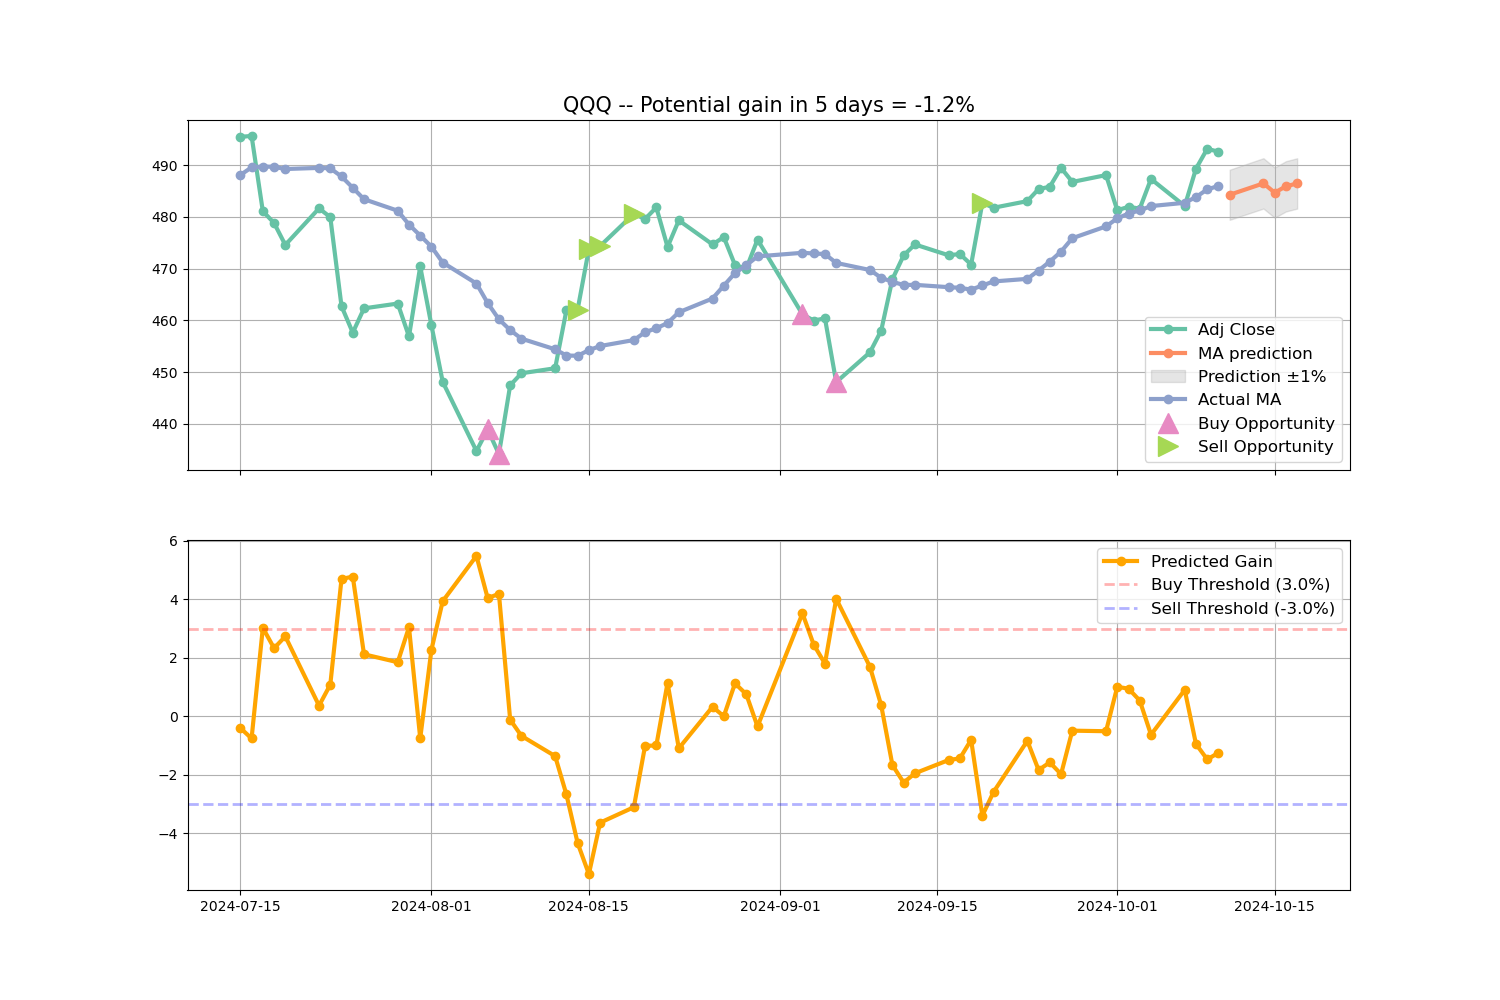 QQQ -- Potential gain in 5 days = -1.2%
490
480
470
460
450
440
Adj Close
MA prediction
Prediction ±1%
Actual MA
Buy Opportunity
Sell Opportunity
6
4
2
0
−2
−4
Predicted Gain
Buy Threshold (3.0%)
Sell Threshold (-3.0%)
2024-07-15 2024-08-01 2024-08-15 2024-09-01 2024-09-15 2024-10-01 2024-10-15